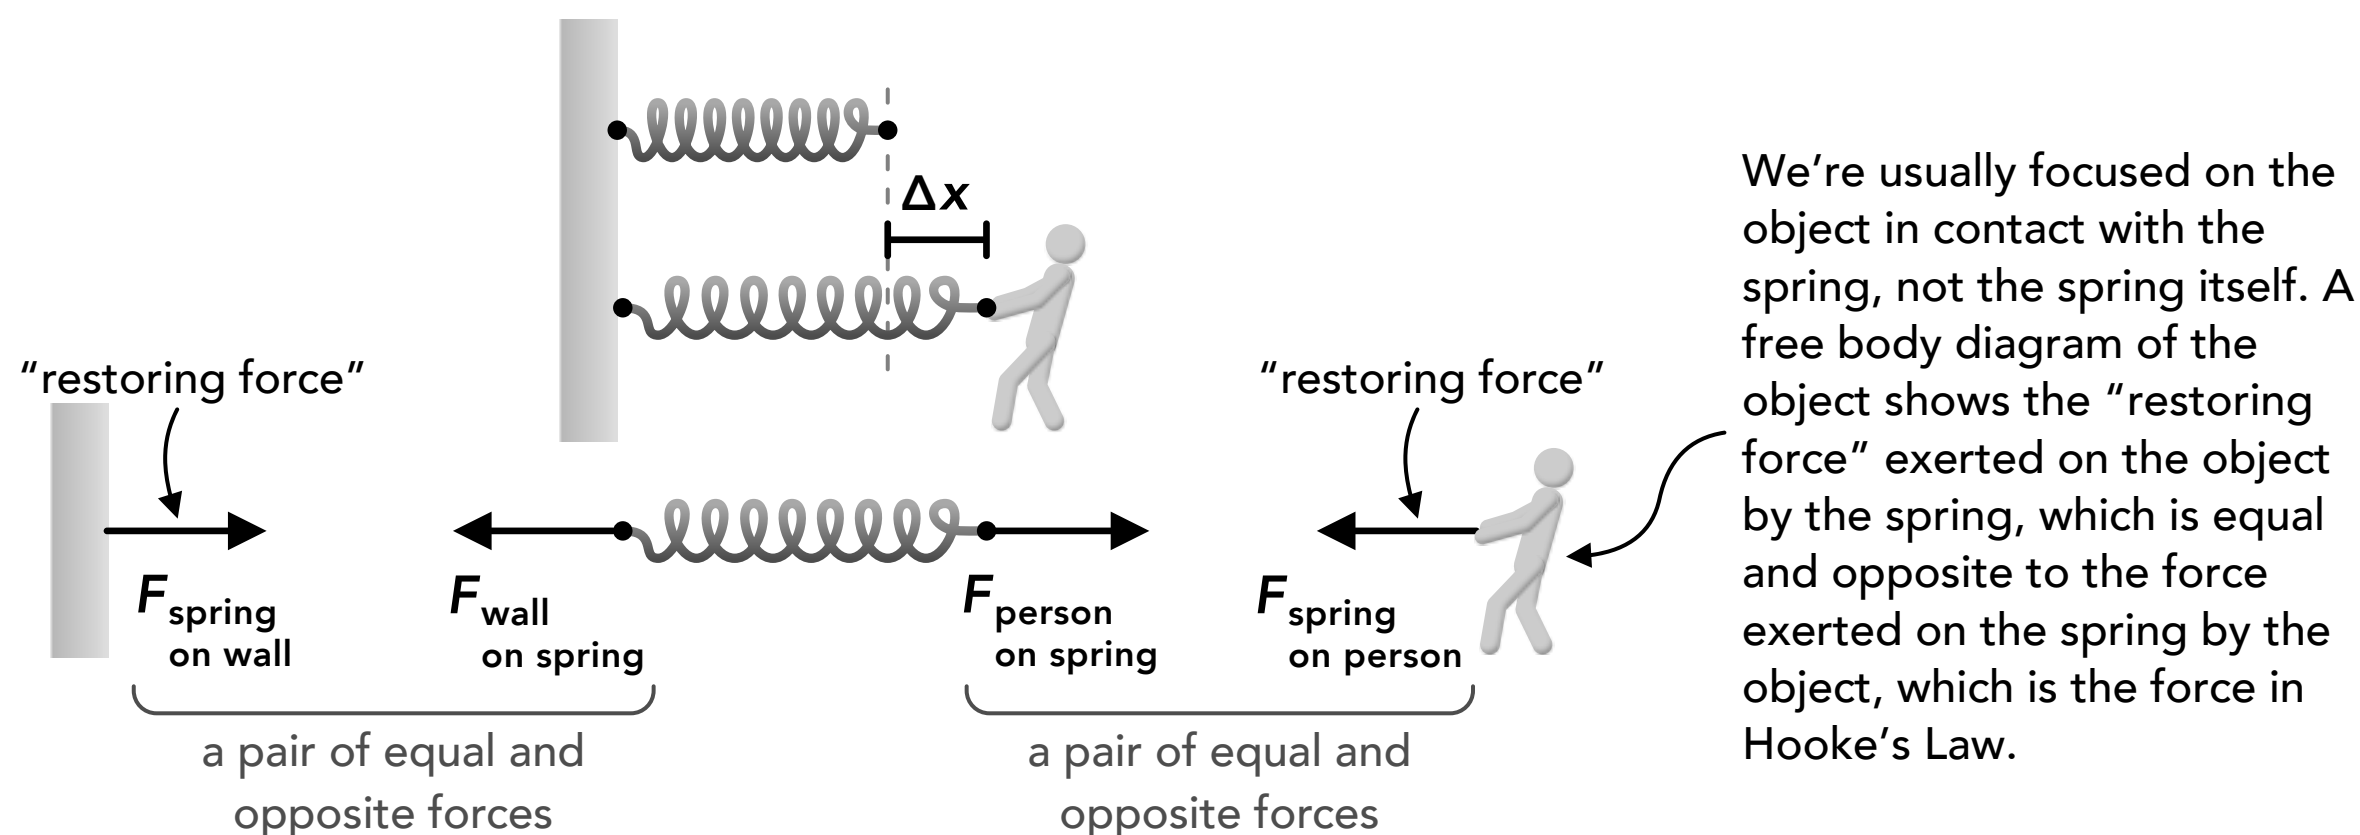 Δx
"restoring force"
"restoring force"
F spring
on wall
F wall
on spring
F person
on spring
F spring
on person
a pair of equal and
opposite forces
a pair of equal and
opposite forces
We’re usually focused on the
object in contact with the
spring, not the spring itself. A
free body diagram of the
object shows the “restoring
force” exerted on the object
by the spring, which is equal
and opposite to the force
exerted on the spring by the
object, which is the force in
Hooke’s Law.